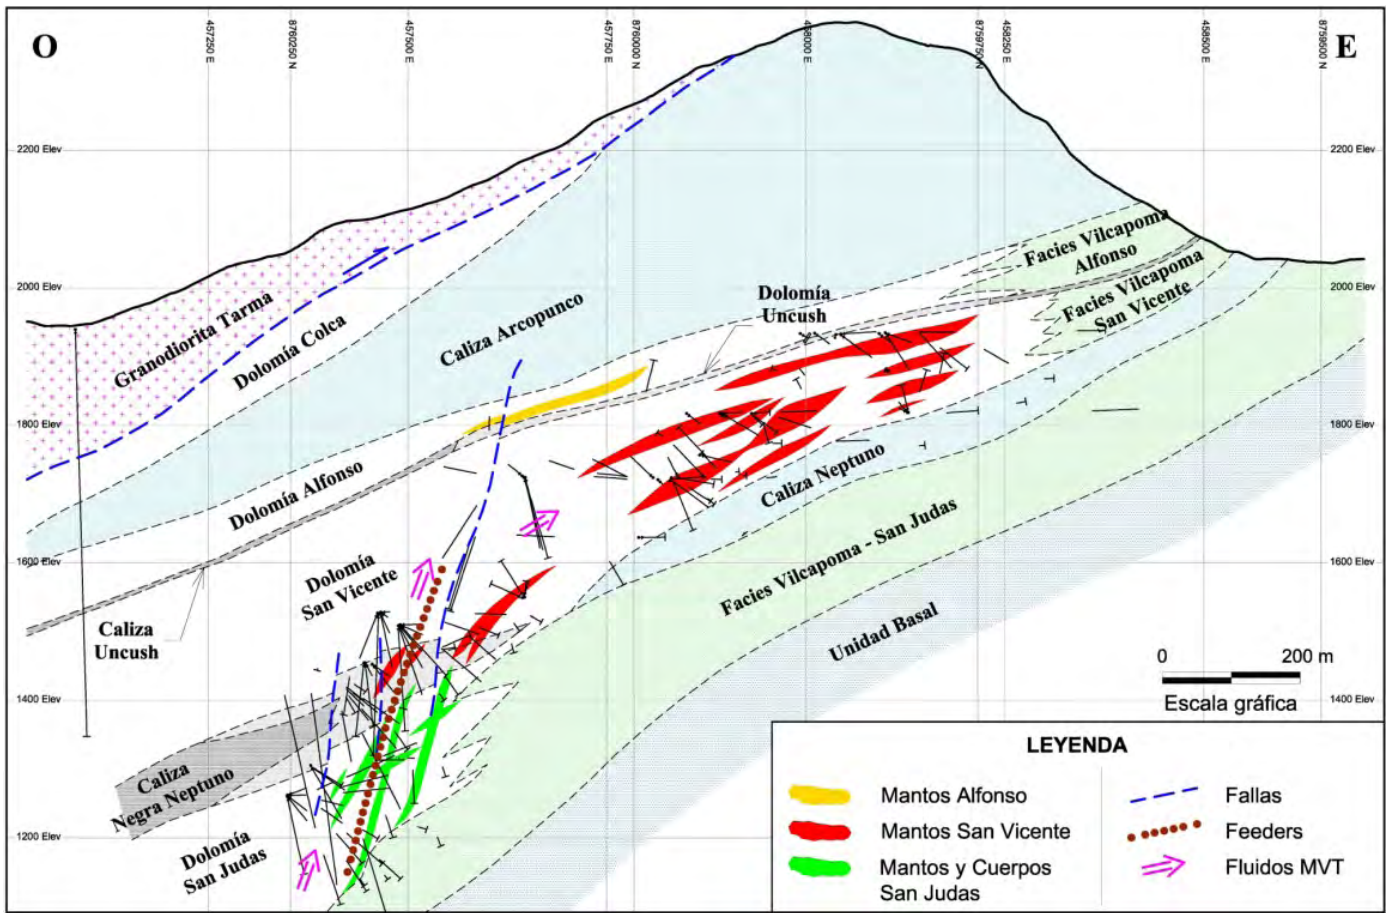 O
457250 E
8760250 N
457500 E
457750 E
8760000 N
458000 E
8759750 N
458250 E
458500 E
8759500 N
E
2200 Elev
2200 Elev
2000 Elev
2000 Elev
1800 Elev
1800 Elev
1600 Elev
1600 Elev
1400 Elev
1400 Elev
1200 Elev
Facies Vilcapoma
Alfonso
Facies Vilcapoma
San Vicente
Dolomía
Uncush
Granodiorita Tarma
Dolomía Colca
Caliza Arcopunco
Dolomía Alfonso
Caliza Neptuno
Dolomía
San Vicente
Facies Vilcapoma - San Judas
Caliza
Uncush
Unidad Basal
Caliza
Negra Neptuno
Dolomía
San Judas
0 200 m
Escala gráfica
LEYENDA
Mantos Alfonso
Mantos San Vicente
Mantos y Cuerpos
San Judas
Fallas
Feeders
Fluidos MVT